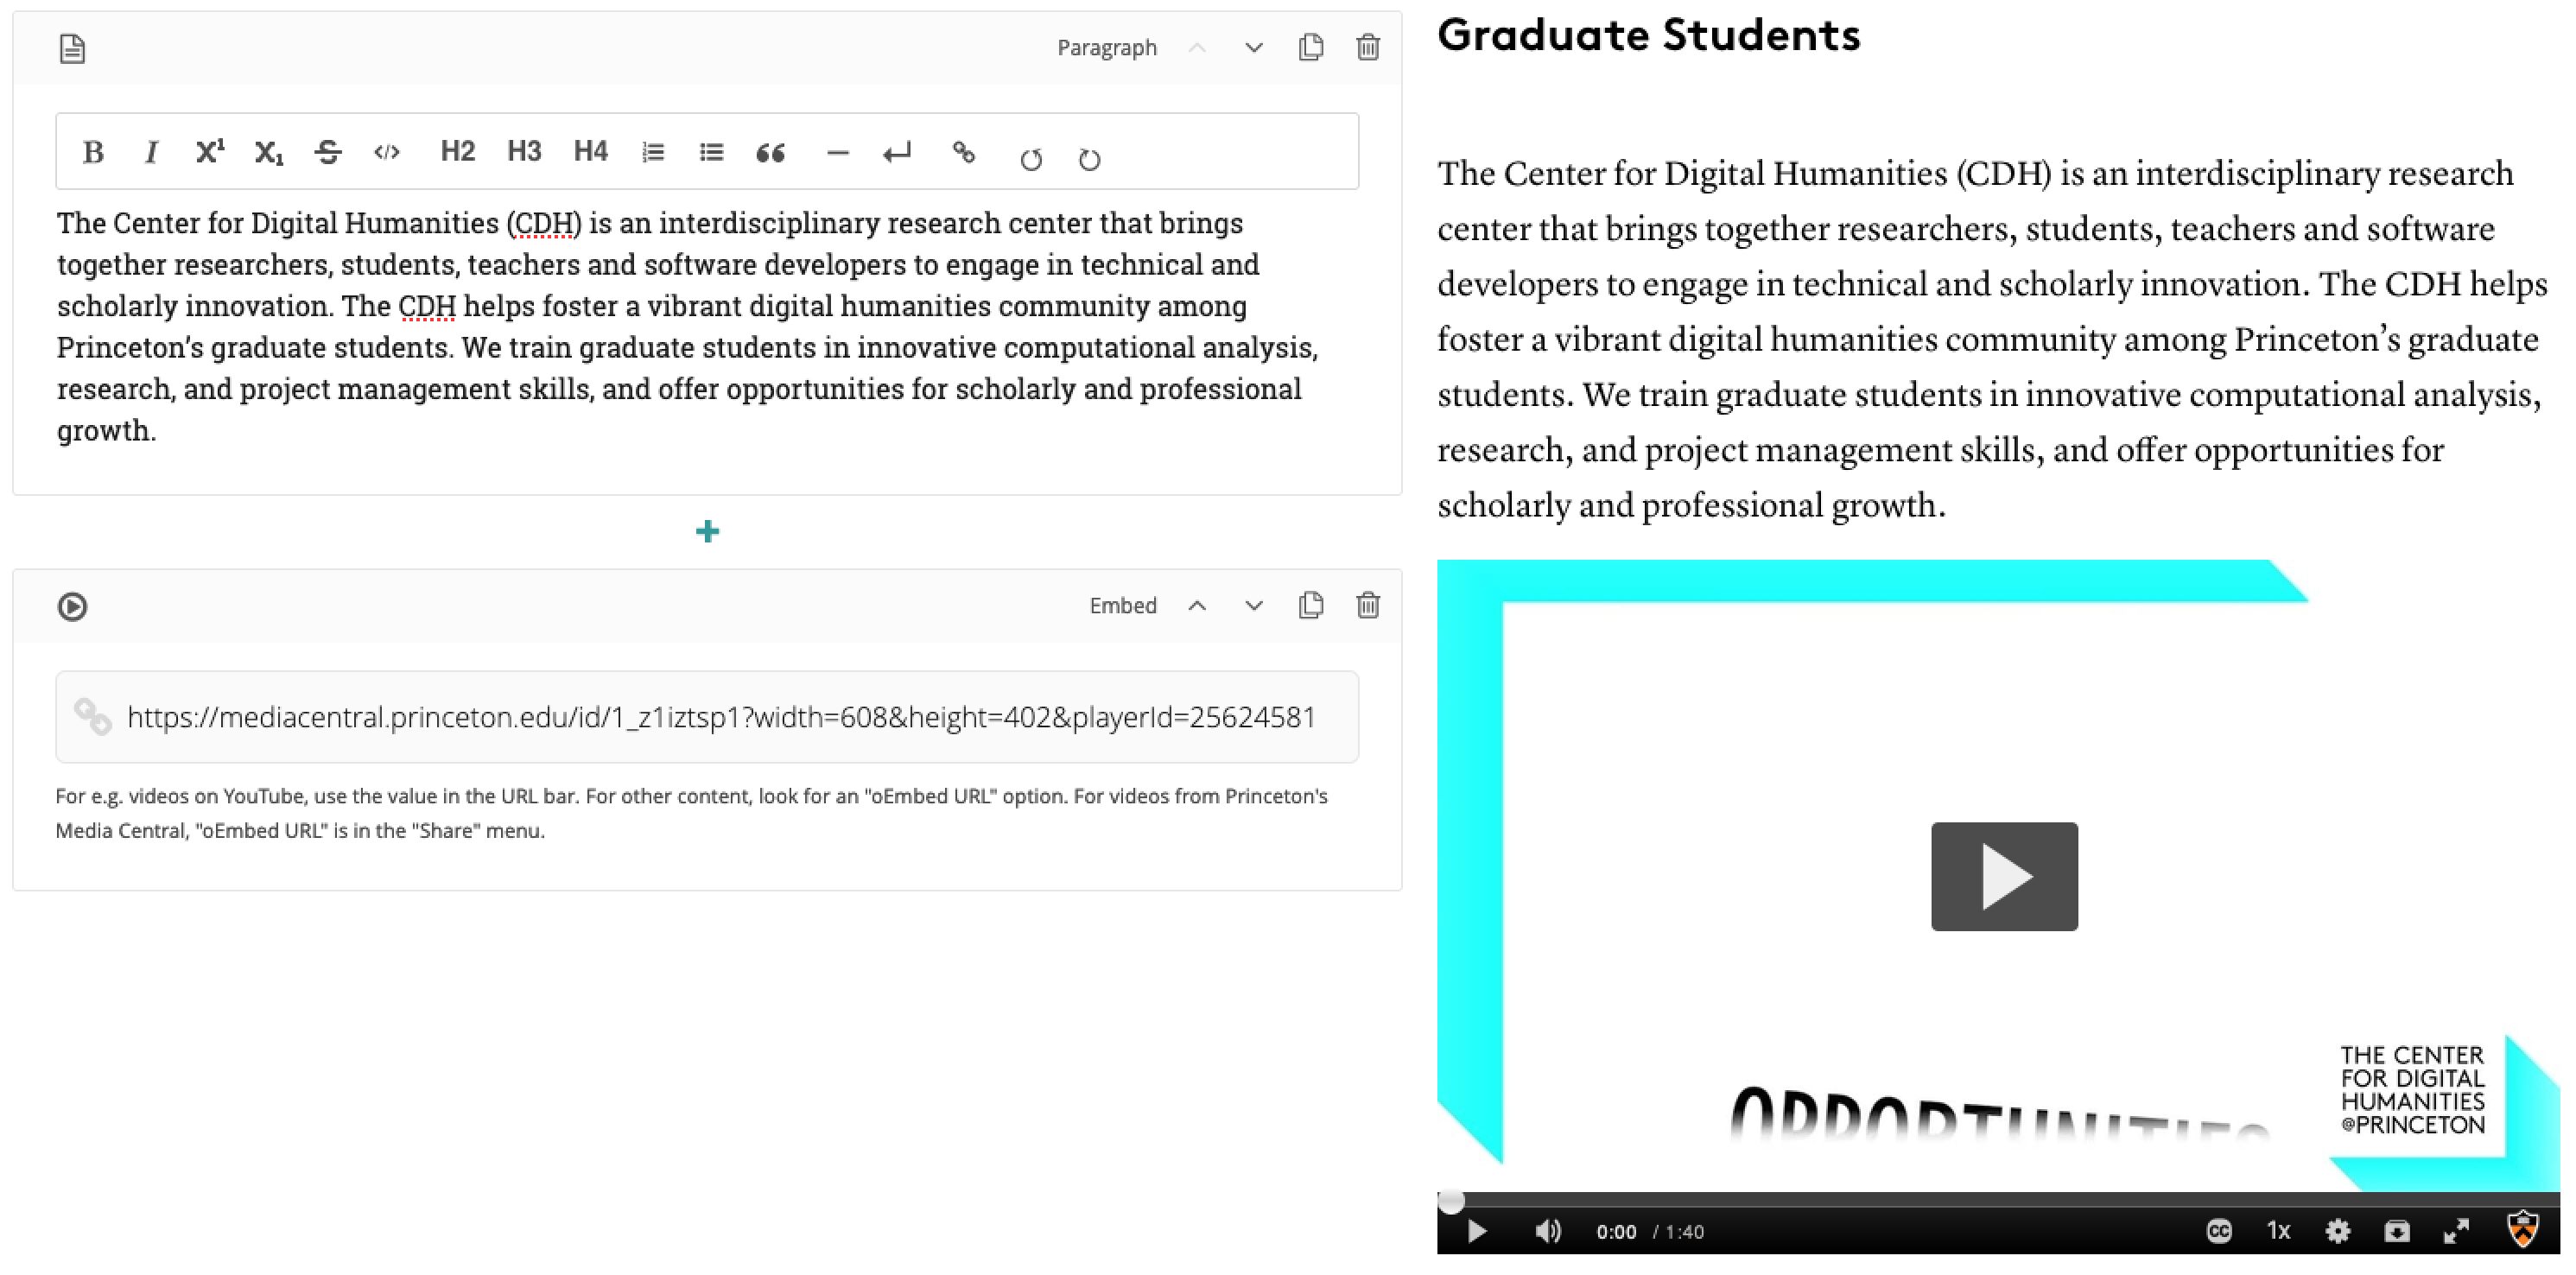 Paragraph
B I X¹ X₁ S </> H2 H3 H4
The Center for Digital Humanities (CDH) is an interdisciplinary research center that brings
together researchers, students, teachers and software developers to engage in technical and
scholarly innovation. The CDH helps foster a vibrant digital humanities community among
Princeton’s graduate students. We train graduate students in innovative computational analysis,
research, and project management skills, and offer opportunities for scholarly and professional
growth.
Embed
https://mediacentral.princeton.edu/id/1_z1iztsp1?width=608&height=402&playerId=25624581
For e.g. videos on YouTube, use the value in the URL bar. For other content, look for an "oEmbed URL" option. For videos from Princeton's
Media Central, "oEmbed URL" is in the "Share" menu.
Graduate Students
The Center for Digital Humanities (CDH) is an interdisciplinary research
center that brings together researchers, students, teachers and software
developers to engage in technical and scholarly innovation. The CDH helps
foster a vibrant digital humanities community among Princeton’s graduate
students. We train graduate students in innovative computational analysis,
research, and project management skills, and offer opportunities for
scholarly and professional growth.
OPPORTUNITIES
THE CENTER
FOR DIGITAL
HUMANITIES
@PRINCETON
0:00 / 1:40
CC 1x